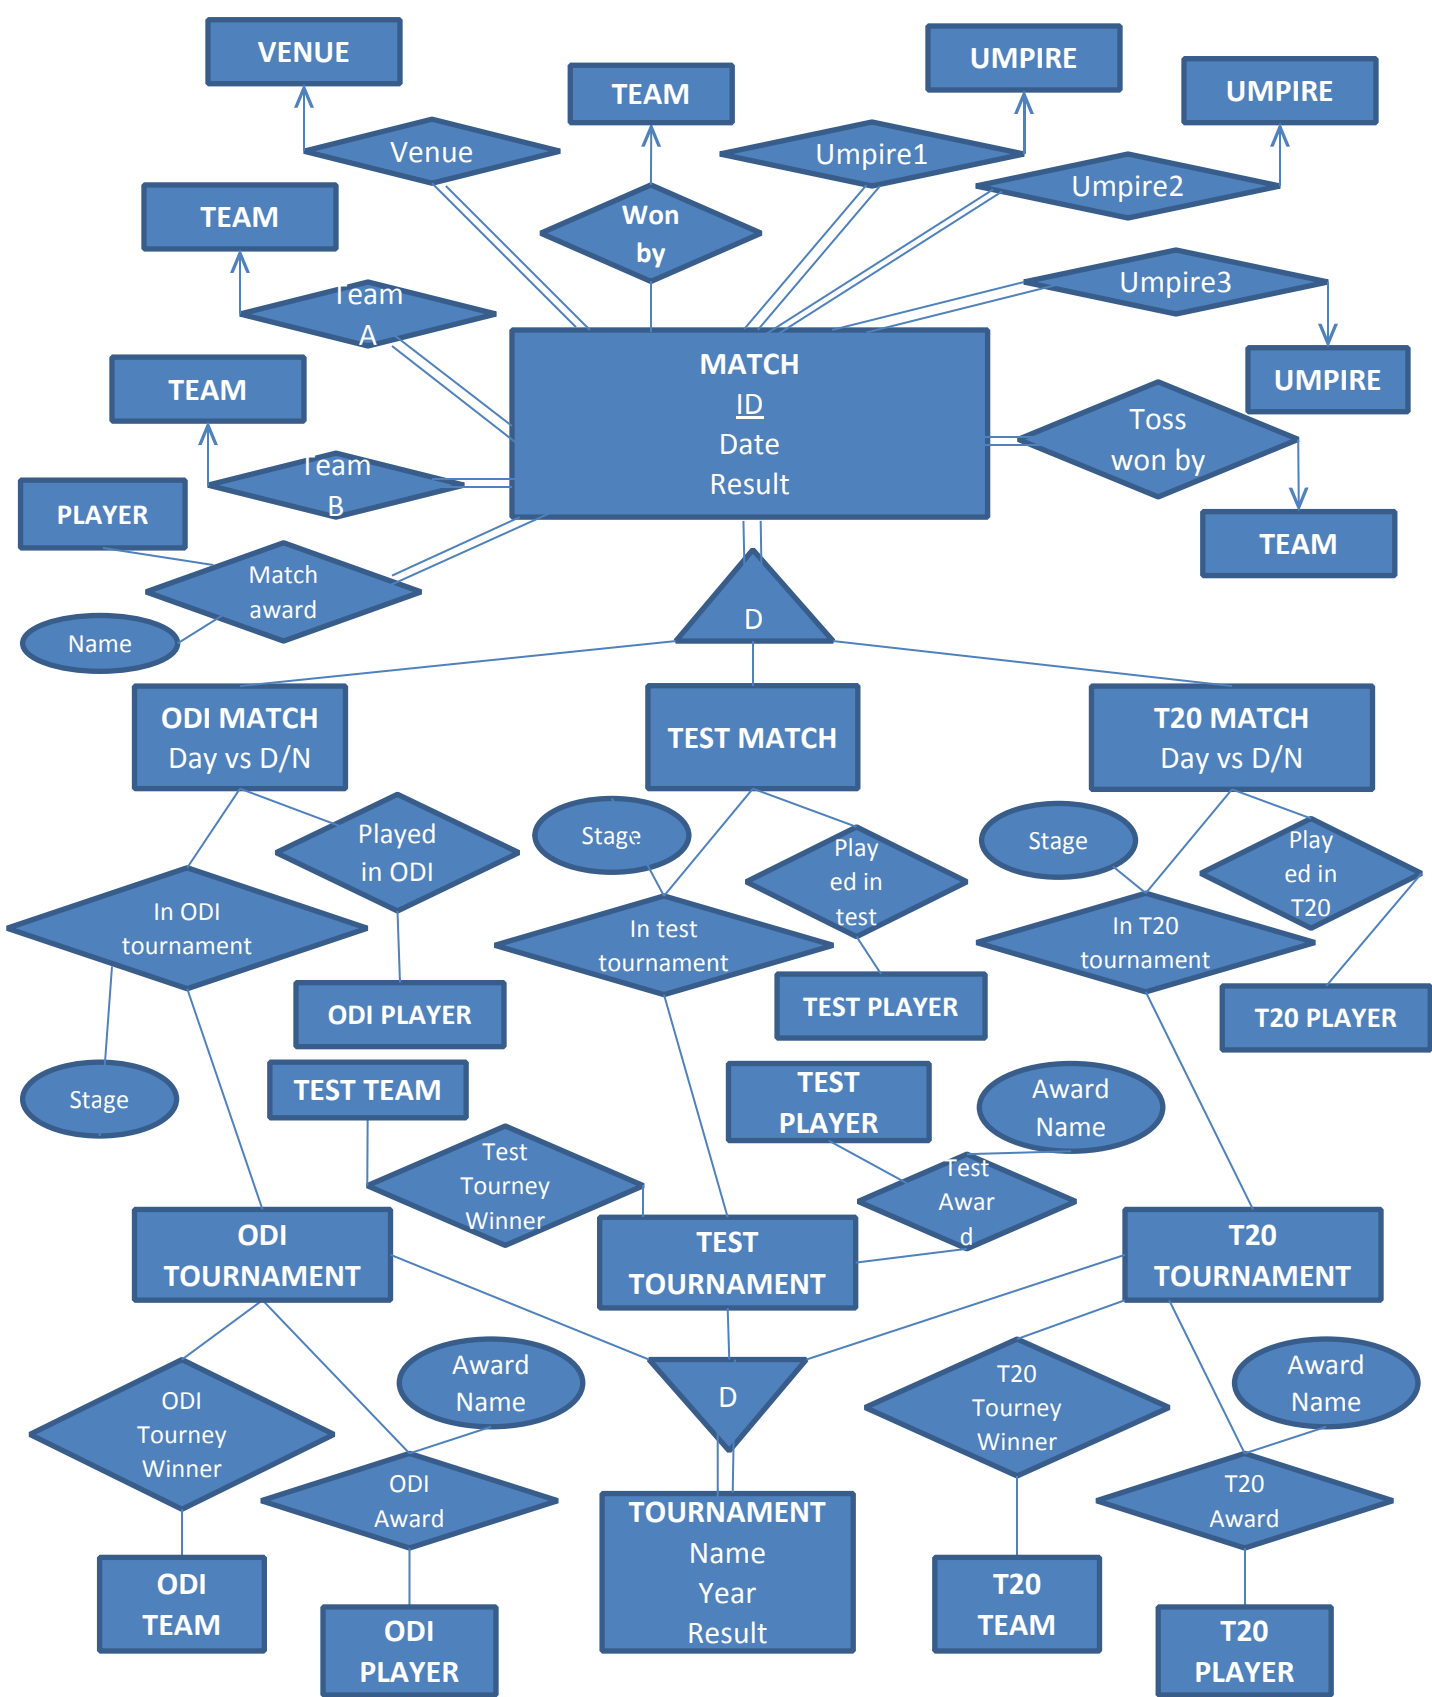 VENUE
TEAM
UMPIRE
UMPIRE
Venue
Umpire1
Umpire2
TEAM
Won
by
Team
A
Umpire3
TEAM
MATCH
ID
Date
Result
UMPIRE
Toss
won by
Team
B
PLAYER
TEAM
Match
award
Name
D
ODI MATCH
Day vs D/N
TEST MATCH
T20 MATCH
Day vs D/N
Played
in ODI
Stage
Play
ed in
test
Stage
Play
ed in
T20
In ODI
tournament
In test
tournament
In T20
tournament
ODI PLAYER
TEST PLAYER
T20 PLAYER
Stage
TEST TEAM
TEST
PLAYER
Award
Name
Test
Tourney
Winner
Test
Awar
d
ODI
TOURNAMENT
TEST
TOURNAMENT
T20
TOURNAMENT
ODI
Tourney
Winner
Award
Name
D
T20
Tourney
Winner
Award
Name
ODI
Award
TOURNAMENT
Name
Year
Result
T20
Award
ODI
TEAM
ODI
PLAYER
T20
TEAM
T20
PLAYER